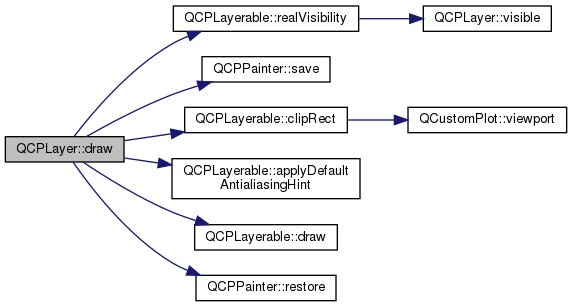 QCPLayerable::realVisibility
QCPLayer::visible
QCPPainter::save
QCPLayerable::clipRect
QCustomPlot::viewport
QCPLayer::draw
QCPLayerable::applyDefault
AntialiasingHint
QCPLayerable::draw
QCPPainter::restore